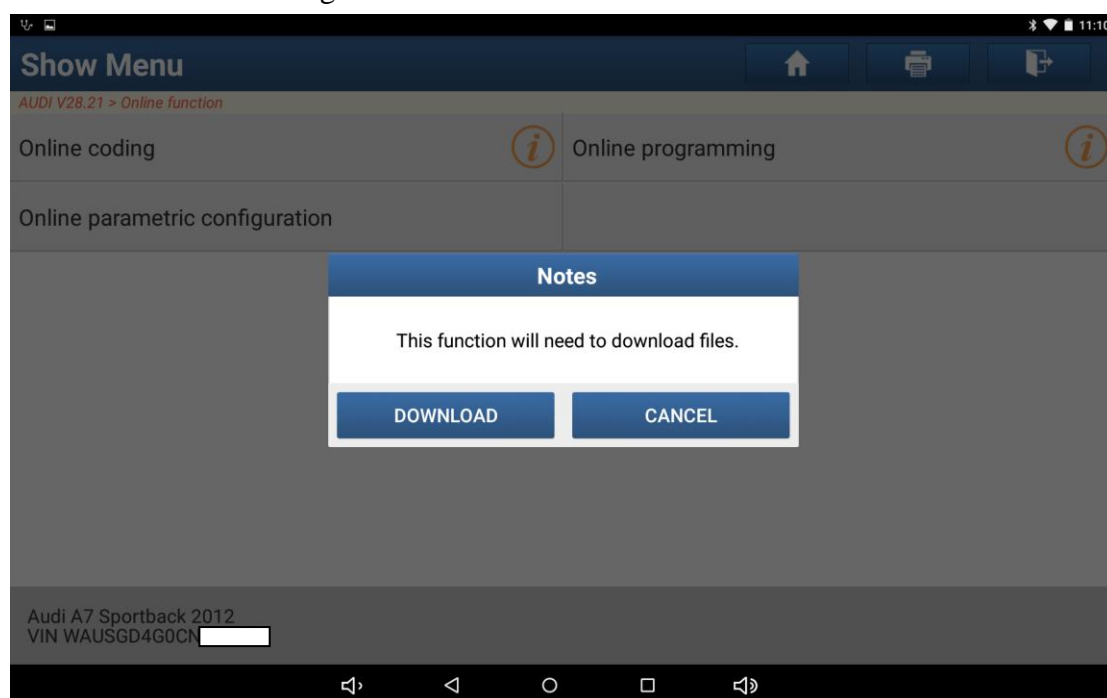 11:10
Show Menu
AUDI V28.21 > Online function
Online coding
Online programming
Online parametric configuration
Notes
This function will need to download files.
DOWNLOAD
CANCEL
Audi A7 Sportback 2012
VIN WAUSGD4G0CN